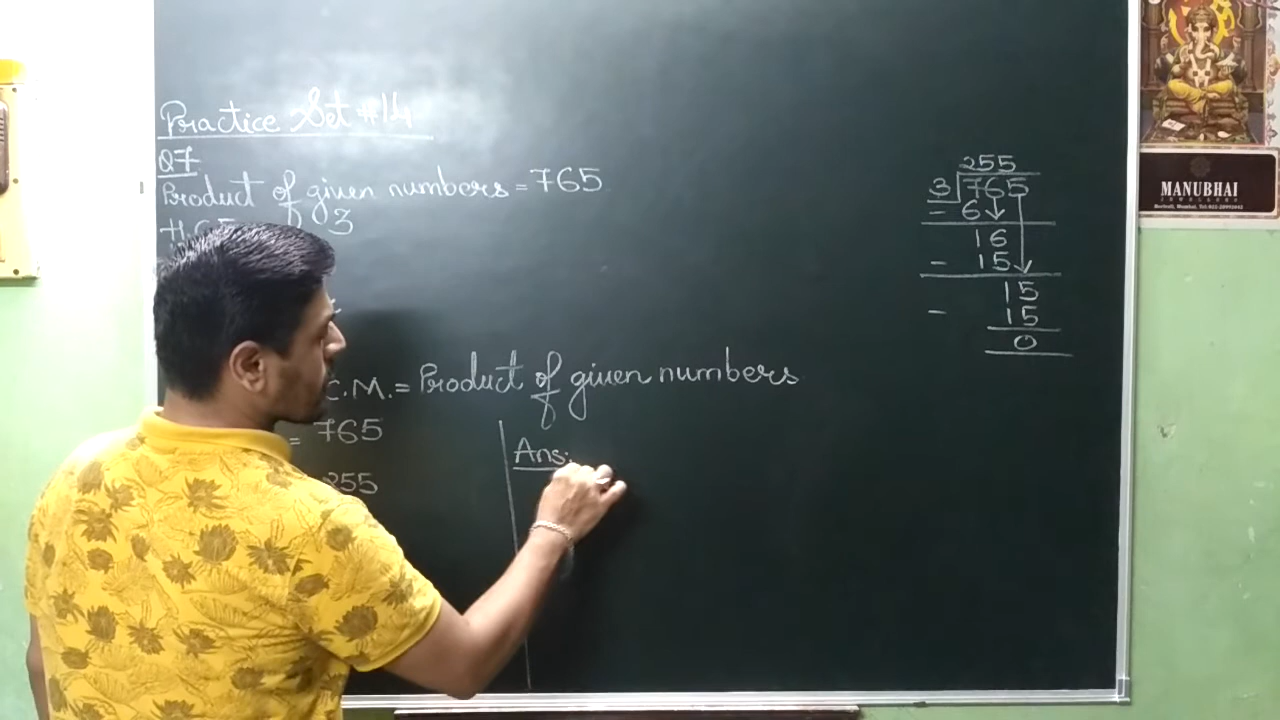 Practice Set #14
Q7
Product of given numbers = 765
3
C.M. = Product of given numbers
= 765
255
Ans:
255
3 765
- 6
16
- 15
15
- 15
0
MANUBHAI
JEWELLERS